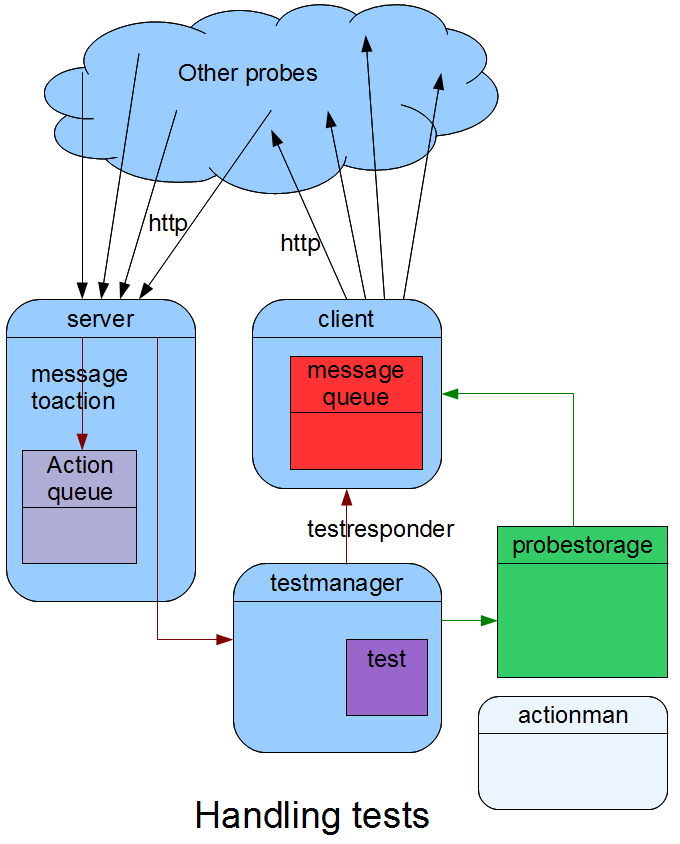 Other probes
http
http
server
client
message
toaction
message
queue
Action
queue
testresponder
probestorage
testmanager
test
actionman
Handling tests